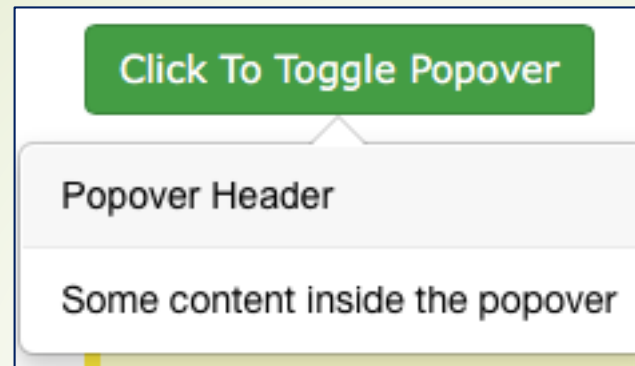 Click To Toggle Popover
Popover Header
Some content inside the popover